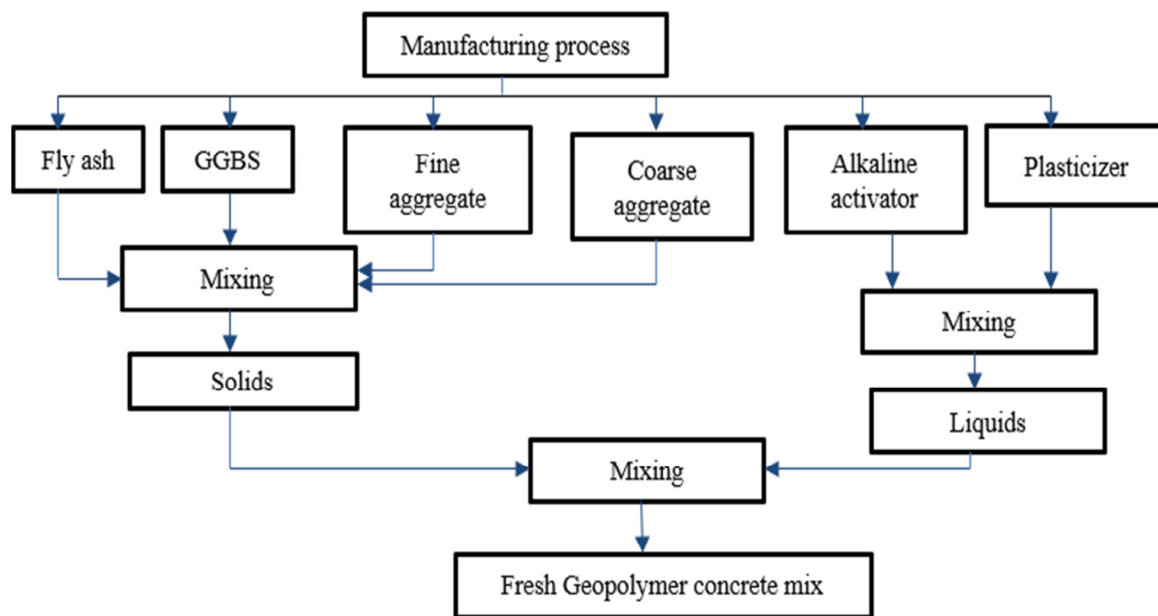 Manufacturing process
Fly ash
GGBS
Fine
aggregate
Coarse
aggregate
Alkaline
activator
Plasticizer
Mixing
Mixing
Solids
Liquids
Mixing
Fresh Geopolymer concrete mix